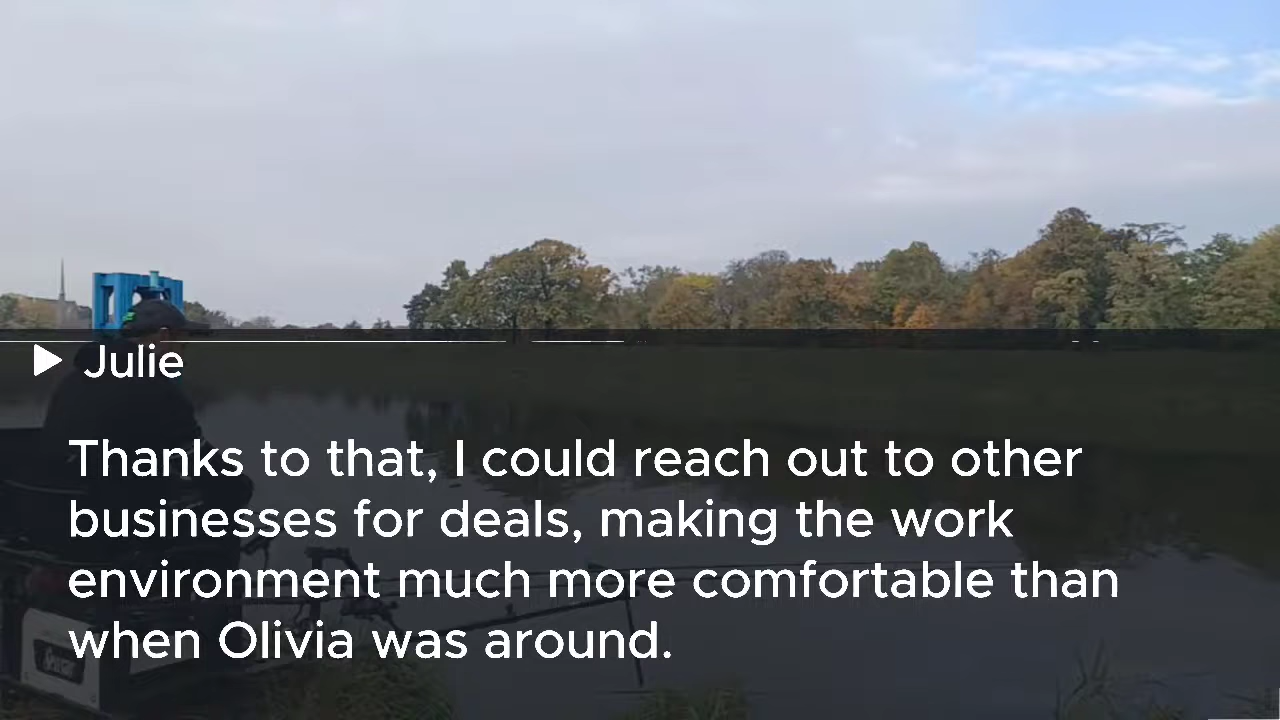 Julie
Thanks to that, I could reach out to other
businesses for deals, making the work
environment much more comfortable than
when Olivia was around.